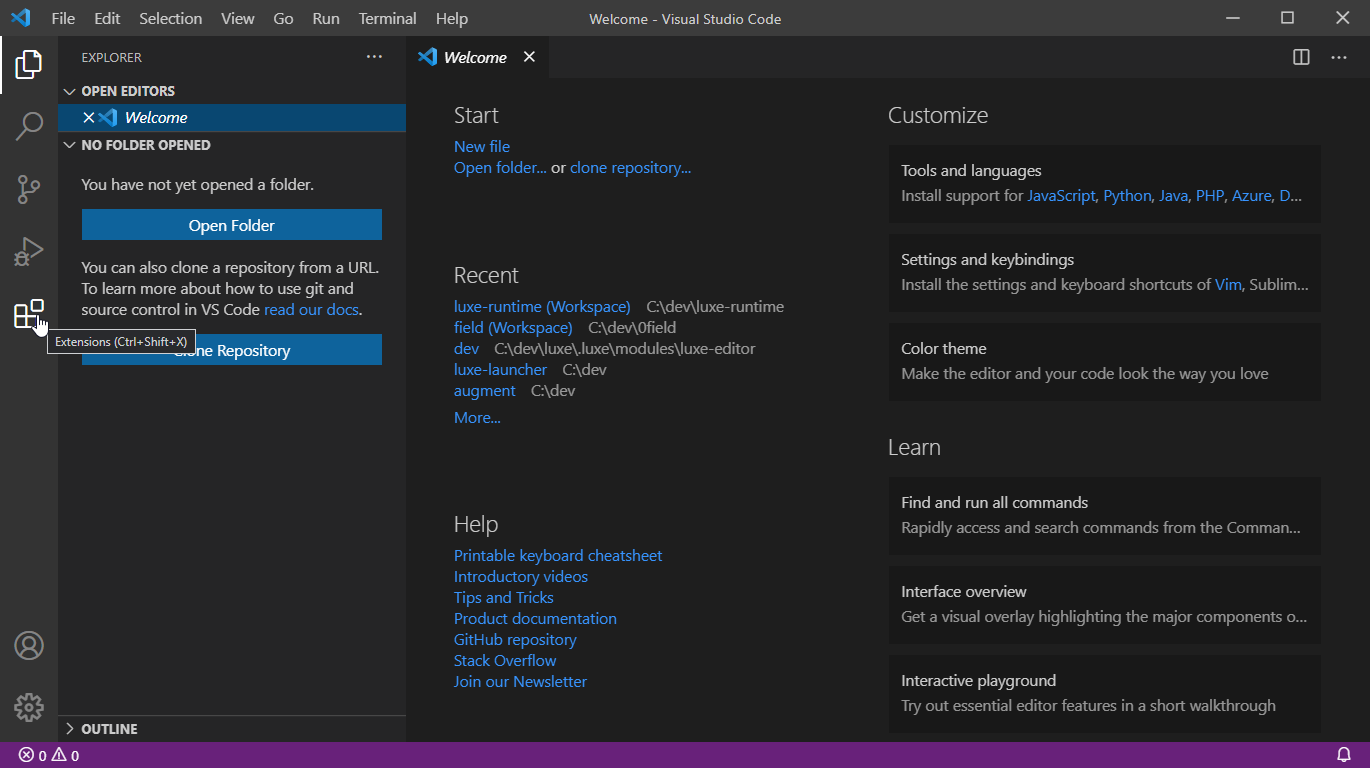 File Edit Selection View Go Run Terminal Help
Welcome - Visual Studio Code
EXPLORER
OPEN EDITORS
Welcome
NO FOLDER OPENED
You have not yet opened a folder.
Open Folder
You can also clone a repository from a URL.
To learn more about how to use git and
source control in VS Code read our docs.
Extensions (Ctrl+Shift+X)
Repository
OUTLINE
Welcome
Start
New file
Open folder... or clone repository...
Recent
luxe-runtime (Workspace) C:\dev\luxe-runtime
field (Workspace) C:\dev\0field
dev C:\dev\luxe\.luxe\modules\luxe-editor
luxe-launcher C:\dev
augment C:\dev
More...
Help
Printable keyboard cheatsheet
Introductory videos
Tips and Tricks
Product documentation
GitHub repository
Stack Overflow
Join our Newsletter
Customize
Tools and languages
Install support for JavaScript, Python, Java, PHP, Azure, D...
Settings and keybindings
Install the settings and keyboard shortcuts of Vim, Sublim...
Color theme
Make the editor and your code look the way you love
Learn
Find and run all commands
Rapidly access and search commands from the Comman...
Interface overview
Get a visual overlay highlighting the major components o...
Interactive playground
Try out essential editor features in a short walkthrough
0 0